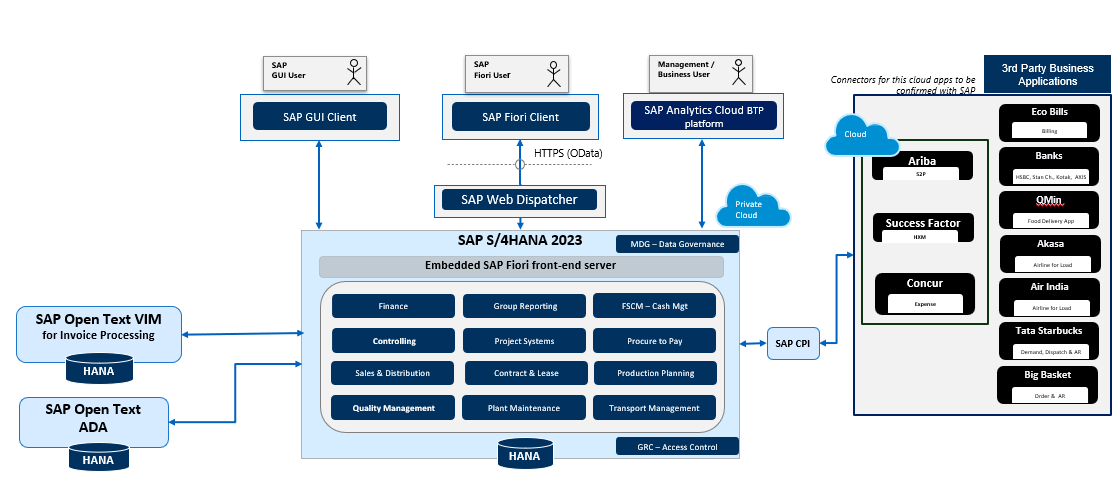 SAP
GUI User
SAP
Fiori User
Management /
Business User
SAP GUI Client
SAP Fiori Client
SAP Analytics Cloud BTP
platform
HTTPS (OData)
SAP Web Dispatcher
Private
Cloud
SAP S/4HANA 2023
MDG – Data Governance
Embedded SAP Fiori front-end server
Finance
Group Reporting
FSCM – Cash Mgt
Controlling
Project Systems
Procure to Pay
Sales & Distribution
Contract & Lease
Production Planning
Quality Management
Plant Maintenance
Transport Management
GRC – Access Control
HANA
SAP Open Text VIM
for Invoice Processing
HANA
SAP Open Text
ADA
HANA
SAP CPI
Connectors for this cloud apps to be
confirmed with SAP
3rd Party Business
Applications
Cloud
Ariba
S2P
Success Factor
HXM
Concur
Expense
Eco Bills
Billing
Banks
HSBC, Stan Ch., Kotak, AXIS
QMin
Food Delivery App
Akasa
Airline for Load
Air India
Airline for Load
Tata Starbucks
Demand, Dispatch & AR
Big Basket
Order & AR